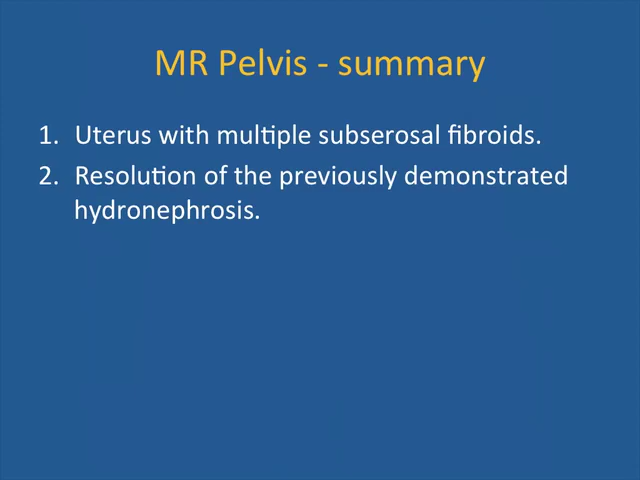 MR Pelvis - summary
1. Uterus with multiple subserosal fibroids.
2. Resolution of the previously demonstrated
hydronephrosis.